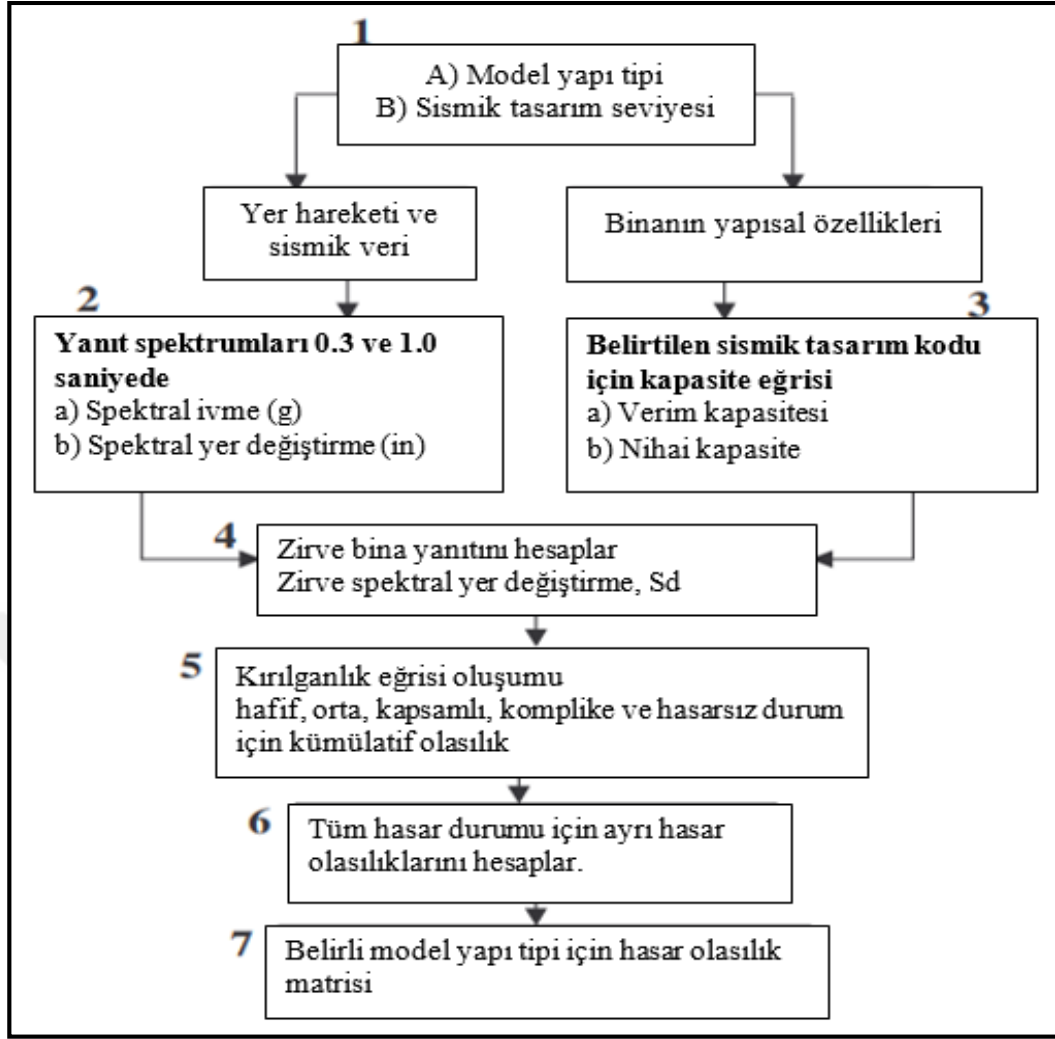 1
A) Model yapı tipi
B) Sismik tasarım seviyesi
Yer hareketi ve
sismik veri
Binanın yapısal özellikleri
2
Yanıt spektrumları 0.3 ve 1.0
saniyede
a) Spektral ivme (g)
b) Spektral yer değiştirme (in)
3
Belirtilen sismik tasarım kodu
için kapasite eğrisi
a) Verim kapasitesi
b) Nihai kapasite
4
Zirve bina yanıtını hesaplar
Zirve spektral yer değiştirme, Sd
5
Kırılganlık eğrisi oluşumu
hafif, orta, kapsamlı, komplike ve hasarsız durum
için kümülatif olasılık
6
Tüm hasar durumu için ayrı hasar
olasılıklarını hesaplar.
7
Belirli model yapı tipi için hasar olasılık
matrisi